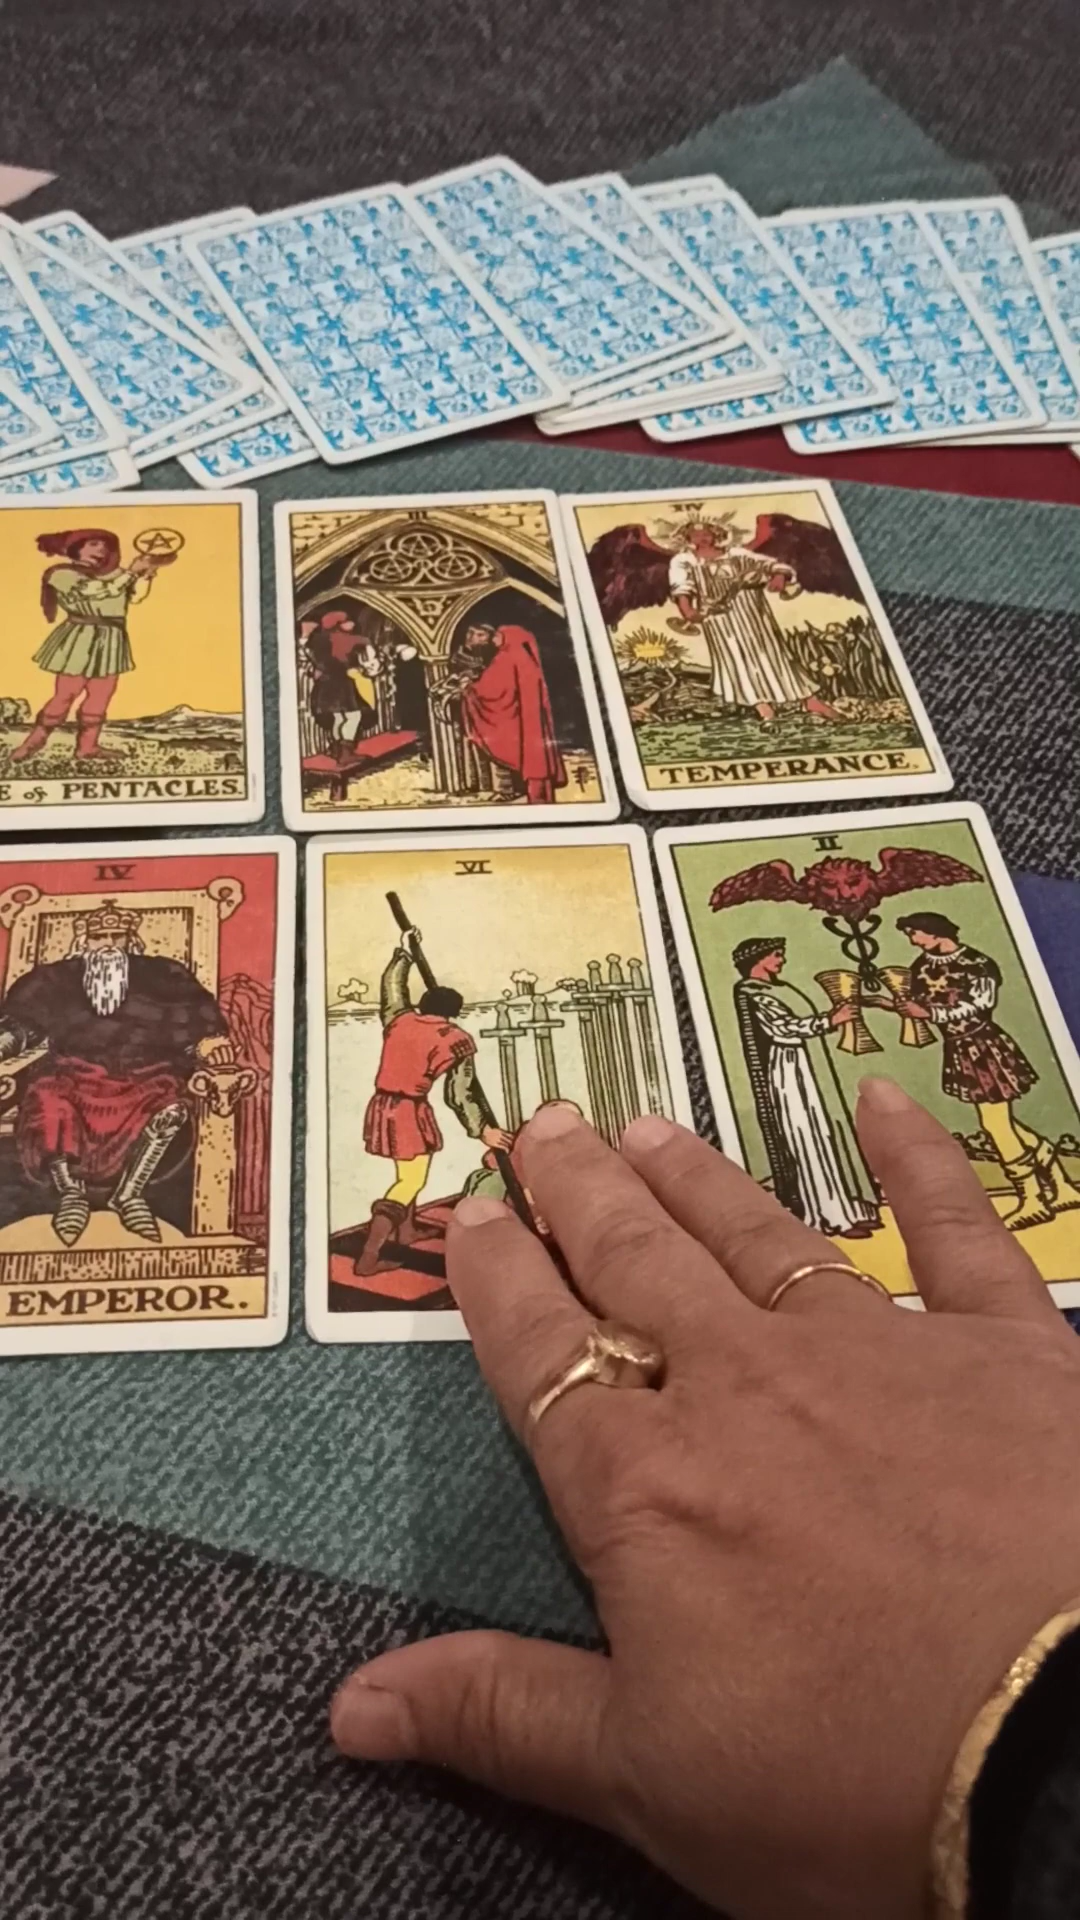 E of PENTACLES.
III
XIV
TEMPERANCE.
IV
EMPEROR.
VI
II